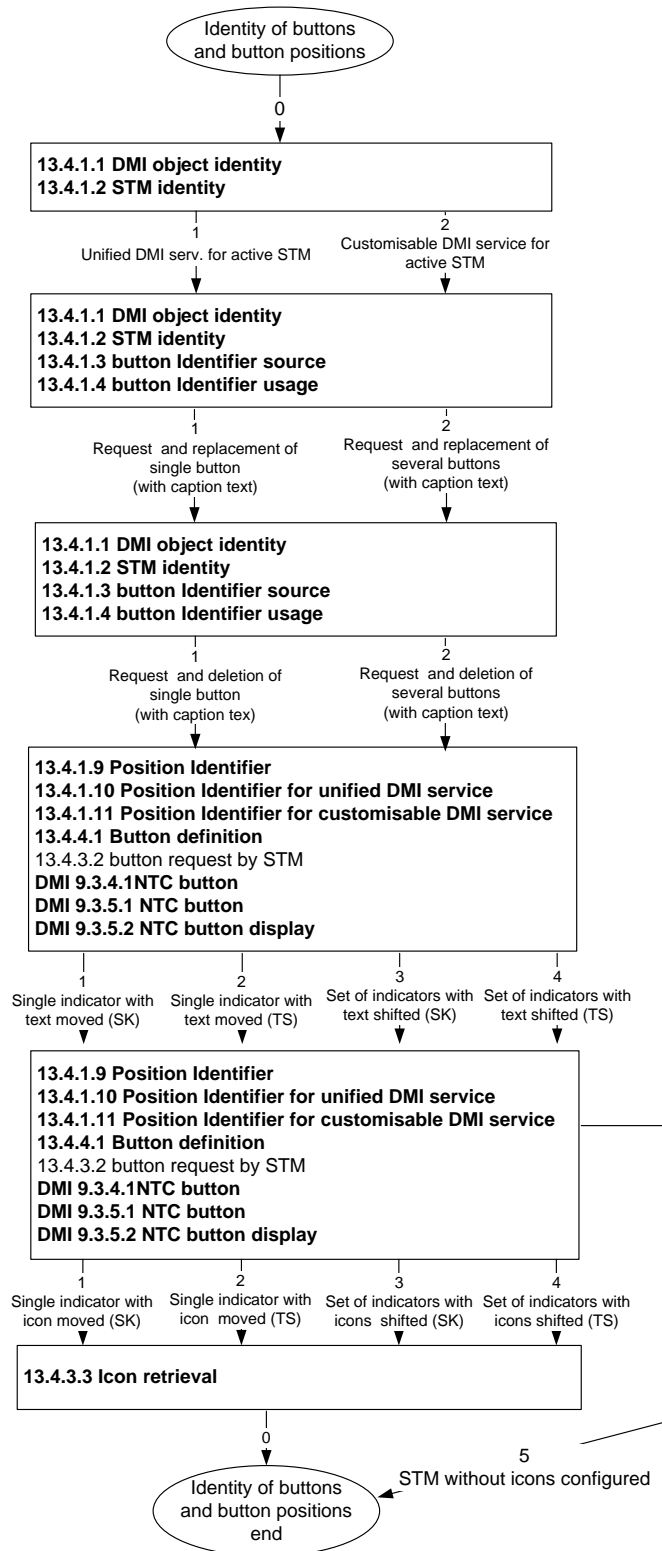 Identity of buttons
and button positions
0
13.4.1.1 DMI object identity
13.4.1.2 STM identity
1
Unified DMI serv. for active STM
2
Customisable DMI service for
active STM
13.4.1.1 DMI object identity
13.4.1.2 STM identity
13.4.1.3 button Identifier source
13.4.1.4 button Identifier usage
1
Request and replacement of
single button
(with caption text)
2
Request and replacement of
several buttons
(with caption text)
13.4.1.1 DMI object identity
13.4.1.2 STM identity
13.4.1.3 button Identifier source
13.4.1.4 button Identifier usage
1
Request and deletion of
single button
(with caption tex)
2
Request and deletion of
several buttons
(with caption text)
13.4.1.9 Position Identifier
13.4.1.10 Position Identifier for unified DMI service
13.4.1.11 Position Identifier for customisable DMI service
13.4.4.1 Button definition
13.4.3.2 button request by STM
DMI 9.3.4.1NTC button
DMI 9.3.5.1 NTC button
DMI 9.3.5.2 NTC button display
1
Single indicator with
text moved (SK)
2
Single indicator with
text moved (TS)
3
Set of indicators with
text shifted (SK)
4
Set of indicators with
text shifted (TS)
13.4.1.9 Position Identifier
13.4.1.10 Position Identifier for unified DMI service
13.4.1.11 Position Identifier for customisable DMI service
13.4.4.1 Button definition
13.4.3.2 button request by STM
DMI 9.3.4.1NTC button
DMI 9.3.5.1 NTC button
DMI 9.3.5.2 NTC button display
1
Single indicator with
icon moved (SK)
2
Single indicator with
icon moved (TS)
3
Set of indicators with
icons shifted (SK)
4
Set of indicators with
icons shifted (TS)
13.4.3.3 Icon retrieval
0
5
STM without icons configured
Identity of buttons
and button positions
end